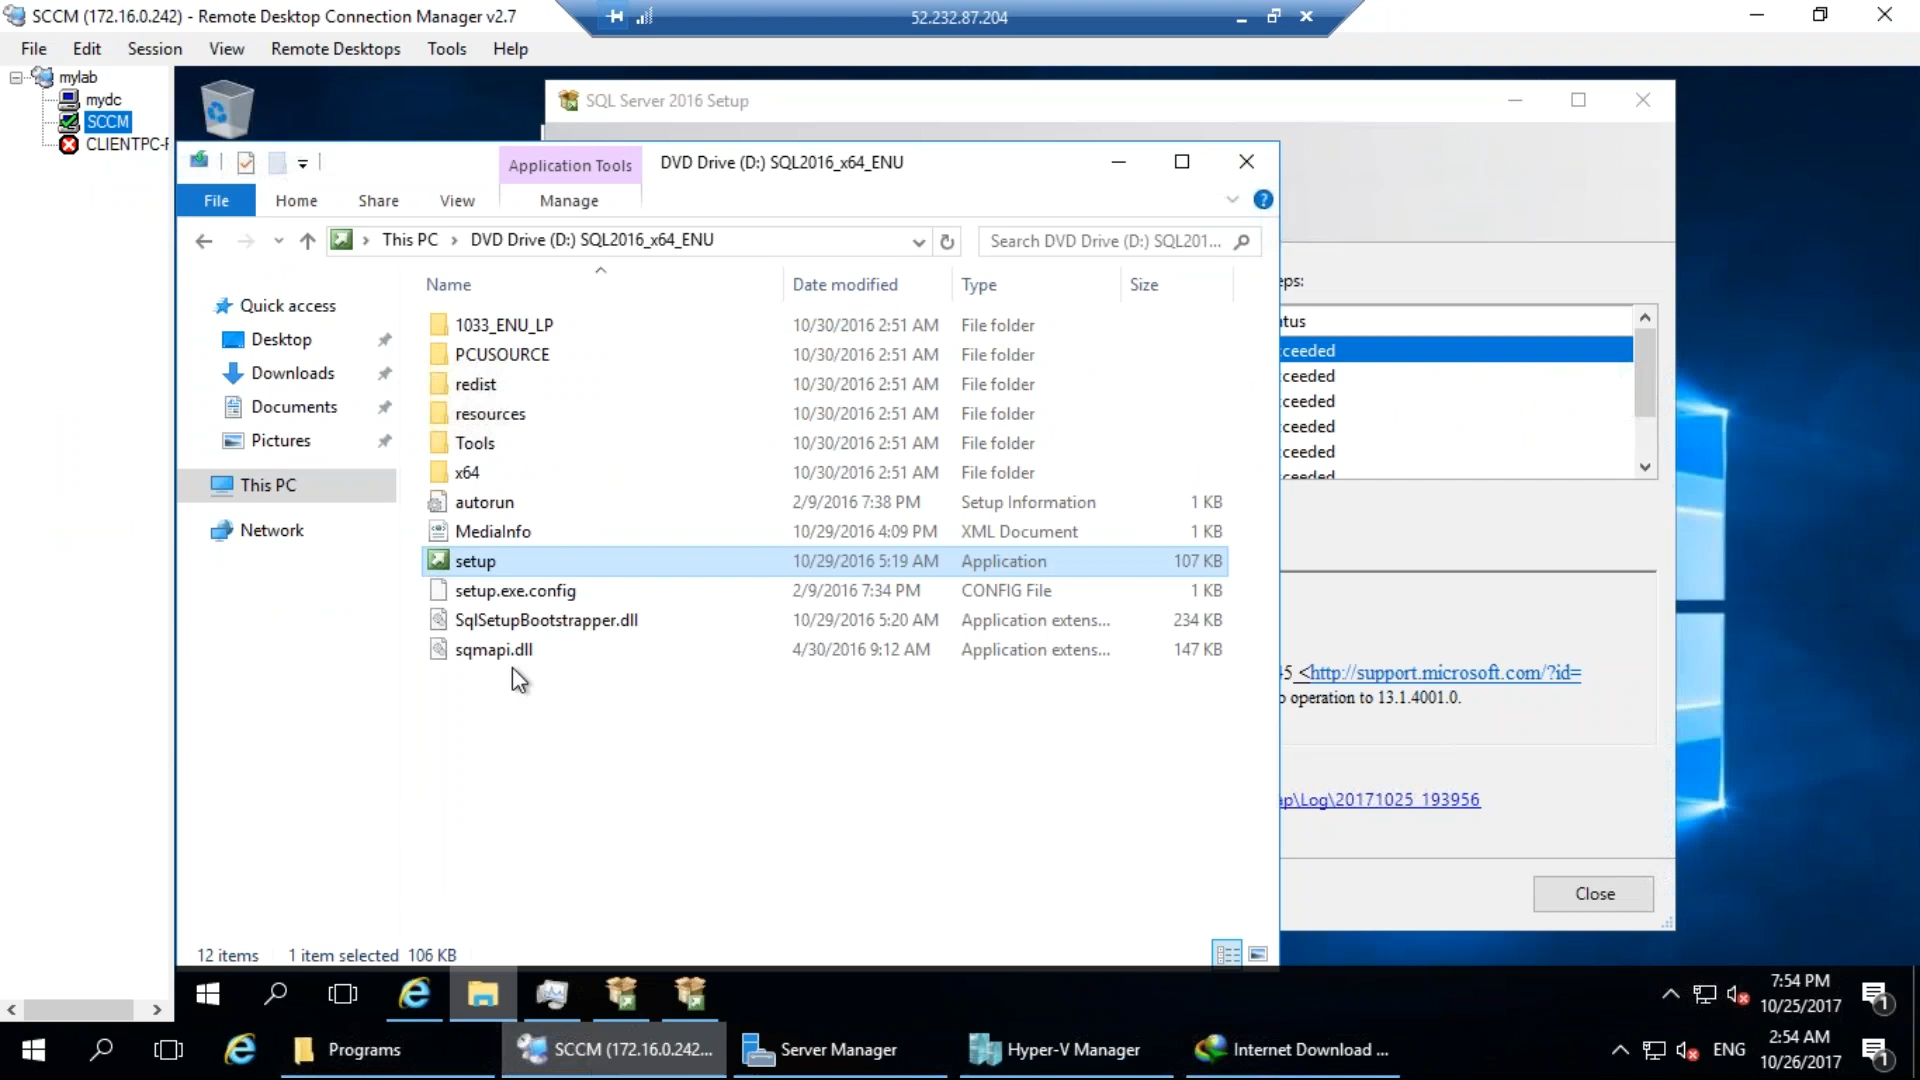 SCCM (172.16.0.242) - Remote Desktop Connection Manager v2.7
52.232.87.204
File Edit Session View Remote Desktops Tools Help
mylab
mydc
SCCM
CLIENTPC-
SQL Server 2016 Setup
Application Tools
DVD Drive (D:) SQL2016_x64_ENU
File Home Share View Manage
This PC > DVD Drive (D:) SQL2016_x64_ENU
Search DVD Drive (D:) SQL201...
Name Date modified Type Size
Quick access
Desktop
Downloads
Documents
Pictures
This PC
Network
1033_ENU_LP 10/30/2016 2:51 AM File folder
PCUSOURCE 10/30/2016 2:51 AM File folder
redist 10/30/2016 2:51 AM File folder
resources 10/30/2016 2:51 AM File folder
Tools 10/30/2016 2:51 AM File folder
x64 10/30/2016 2:51 AM File folder
autorun 2/9/2016 7:38 PM Setup Information 1 KB
MediaInfo 10/29/2016 4:09 PM XML Document 1 KB
setup 10/29/2016 5:19 AM Application 107 KB
setup.exe.config 2/9/2016 7:34 PM CONFIG File 1 KB
SqlSetupBootstrapper.dll 10/29/2016 5:20 AM Application extens... 234 KB
sqmapi.dll 4/30/2016 9:12 AM Application extens... 147 KB
12 items 1 item selected 106 KB
eps:
tus
ceeded
ceeded
ceeded
ceeded
ceeded
ceeded
<http://support.microsoft.com/?id=
operation to 13.1.4001.0.
p\Log\20171025_193956
Close
7:54 PM
10/25/2017
1
Programs
SCCM (172.16.0.242...
Server Manager
Hyper-V Manager
Internet Download ...
ENG
2:54 AM
10/26/2017
1